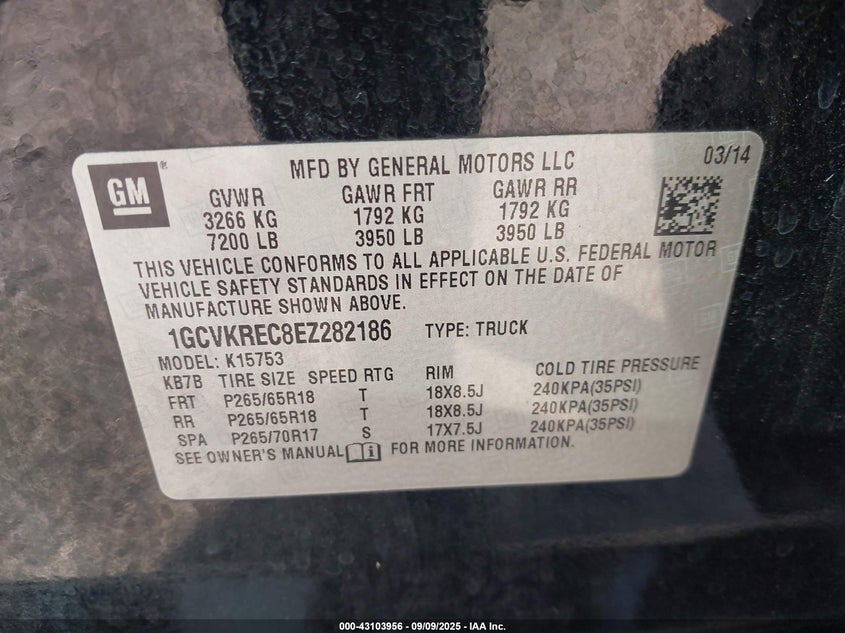 GM
MFD BY GENERAL MOTORS LLC
03/14
GVWR GAWR FRT GAWR RR
3266 KG 1792 KG 1792 KG
7200 LB 3950 LB 3950 LB
THIS VEHICLE CONFORMS TO ALL APPLICABLE U.S. FEDERAL MOTOR
VEHICLE SAFETY STANDARDS IN EFFECT ON THE DATE OF
MANUFACTURE SHOWN ABOVE.
1GCVKREC8EZ282186 TYPE: TRUCK
MODEL: K15753
KB7B TIRE SIZE SPEED RTG RIM COLD TIRE PRESSURE
FRT P265/65R18 T 18X8.5J 240KPA(35PSI)
RR P265/65R18 T 18X8.5J 240KPA(35PSI)
SPA P265/70R17 S 17X7.5J 240KPA(35PSI)
SEE OWNER'S MANUAL i FOR MORE INFORMATION.
000-43103956 - 09/09/2025 - IAA Inc.